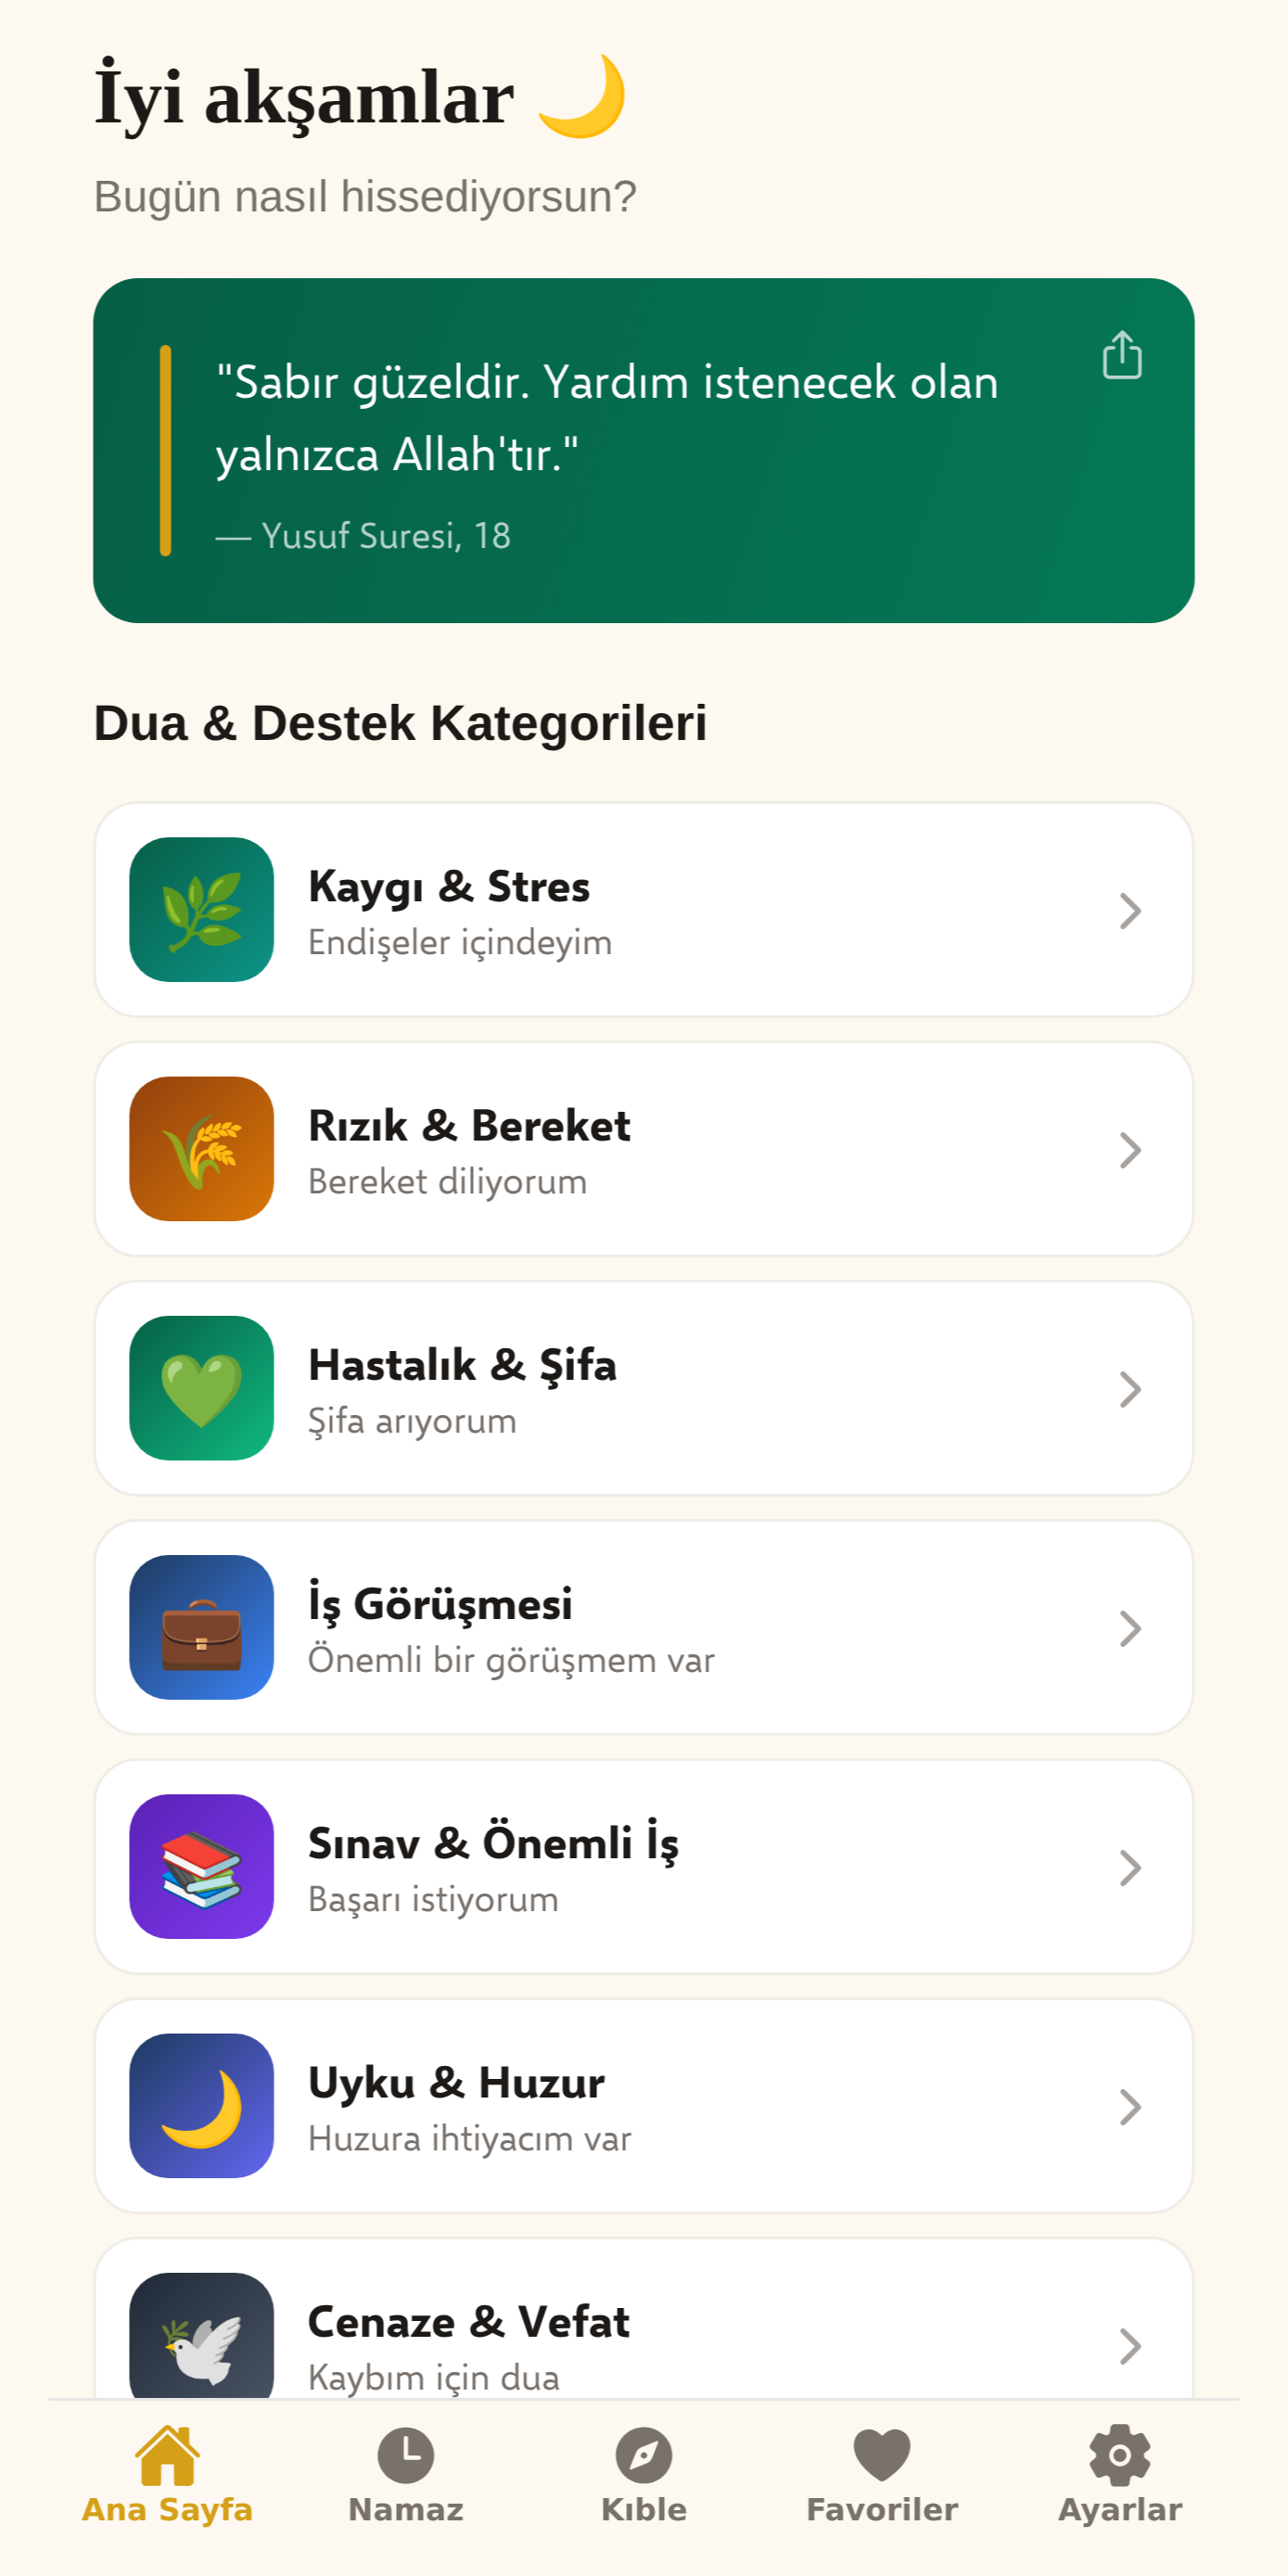 İyi akşamlar 🌙
Bugün nasıl hissediyorsun?
"Sabır güzeldir. Yardım istenecek olan
yalnızca Allah'tır."
— Yusuf Suresi, 18
Dua & Destek Kategorileri
Kaygı & Stres
Endişeler içindeyim
Rızık & Bereket
Bereket diliyorum
Hastalık & Şifa
Şifa arıyorum
İş Görüşmesi
Önemli bir görüşmem var
Sınav & Önemli İş
Başarı istiyorum
Uyku & Huzur
Huzura ihtiyacım var
Cenaze & Vefat
Kaybım için dua
Ana Sayfa
Namaz
Kıble
Favoriler
Ayarlar